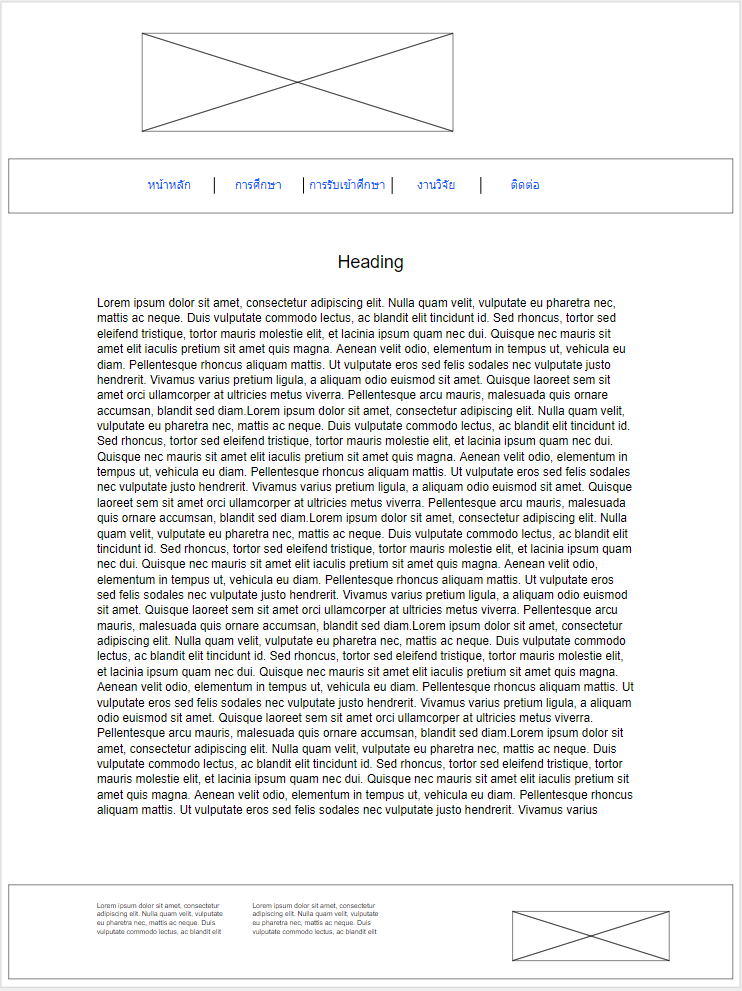 หน้าหลัก | การศึกษา | การรับเข้าศึกษา | งานวิจัย | ติดต่อ
Heading
Lorem ipsum dolor sit amet, consectetur adipiscing elit. Nulla quam velit, vulputate eu pharetra nec,
mattis ac neque. Duis vulputate commodo lectus, ac blandit elit tincidunt id. Sed rhoncus, tortor sed
eleifend tristique, tortor mauris molestie elit, et lacinia ipsum quam nec dui. Quisque nec mauris sit
amet elit iaculis pretium sit amet quis magna. Aenean velit odio, elementum in tempus ut, vehicula eu
diam. Pellentesque rhoncus aliquam mattis. Ut vulputate eros sed felis sodales nec vulputate justo
hendrerit. Vivamus varius pretium ligula, a aliquam odio euismod sit amet. Quisque laoreet sem sit
amet orci ullamcorper at ultricies metus viverra. Pellentesque arcu mauris, malesuada quis ornare
accumsan, blandit sed diam.Lorem ipsum dolor sit amet, consectetur adipiscing elit. Nulla quam velit,
vulputate eu pharetra nec, mattis ac neque. Duis vulputate commodo lectus, ac blandit elit tincidunt id.
Sed rhoncus, tortor sed eleifend tristique, tortor mauris molestie elit, et lacinia ipsum quam nec dui.
Quisque nec mauris sit amet elit iaculis pretium sit amet quis magna. Aenean velit odio, elementum in
tempus ut, vehicula eu diam. Pellentesque rhoncus aliquam mattis. Ut vulputate eros sed felis sodales
nec vulputate justo hendrerit. Vivamus varius pretium ligula, a aliquam odio euismod sit amet. Quisque
laoreet sem sit amet orci ullamcorper at ultricies metus viverra. Pellentesque arcu mauris, malesuada
quis ornare accumsan, blandit sed diam.Lorem ipsum dolor sit amet, consectetur adipiscing elit. Nulla
quam velit, vulputate eu pharetra nec, mattis ac neque. Duis vulputate commodo lectus, ac blandit elit
tincidunt id. Sed rhoncus, tortor sed eleifend tristique, tortor mauris molestie elit, et lacinia ipsum quam
nec dui. Quisque nec mauris sit amet elit iaculis pretium sit amet quis magna. Aenean velit odio,
elementum in tempus ut, vehicula eu diam. Pellentesque rhoncus aliquam mattis. Ut vulputate eros
sed felis sodales nec vulputate justo hendrerit. Vivamus varius pretium ligula, a aliquam odio euismod
sit amet. Quisque laoreet sem sit amet orci ullamcorper at ultricies metus viverra. Pellentesque arcu
mauris, malesuada quis ornare accumsan, blandit sed diam.Lorem ipsum dolor sit amet, consectetur
adipiscing elit. Nulla quam velit, vulputate eu pharetra nec, mattis ac neque. Duis vulputate commodo
lectus, ac blandit elit tincidunt id. Sed rhoncus, tortor sed eleifend tristique, tortor mauris molestie elit,
et lacinia ipsum quam nec dui. Quisque nec mauris sit amet elit iaculis pretium sit amet quis magna.
Aenean velit odio, elementum in tempus ut, vehicula eu diam. Pellentesque rhoncus aliquam mattis. Ut
vulputate eros sed felis sodales nec vulputate justo hendrerit. Vivamus varius pretium ligula, a aliquam
odio euismod sit amet. Quisque laoreet sem sit amet orci ullamcorper at ultricies metus viverra.
Pellentesque arcu mauris, malesuada quis ornare accumsan, blandit sed diam.Lorem ipsum dolor sit
amet, consectetur adipiscing elit. Nulla quam velit, vulputate eu pharetra nec, mattis ac neque. Duis
vulputate commodo lectus, ac blandit elit tincidunt id. Sed rhoncus, tortor sed eleifend tristique, tortor
mauris molestie elit, et lacinia ipsum quam nec dui. Quisque nec mauris sit amet elit iaculis pretium sit
amet quis magna. Aenean velit odio, elementum in tempus ut, vehicula eu diam. Pellentesque rhoncus
aliquam mattis. Ut vulputate eros sed felis sodales nec vulputate justo hendrerit. Vivamus varius
Lorem ipsum dolor sit amet, consectetur
adipiscing elit. Nulla quam velit, vulputate
eu pharetra nec, mattis ac neque. Duis
vulputate commodo lectus, ac blandit elit
Lorem ipsum dolor sit amet, consectetur
adipiscing elit. Nulla quam velit, vulputate
eu pharetra nec, mattis ac neque. Duis
vulputate commodo lectus, ac blandit elit